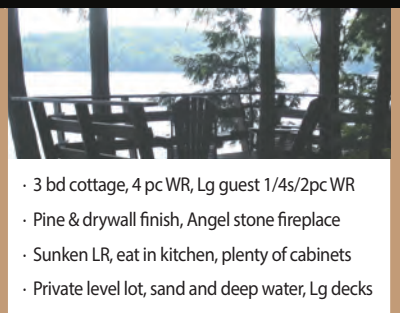 · 3 bd cottage, 4 pc WR, Lg guest 1/4s/2pc WR
· Pine & drywall finish, Angel stone fireplace
· Sunken LR, eat in kitchen, plenty of cabinets
· Private level lot, sand and deep water, Lg decks